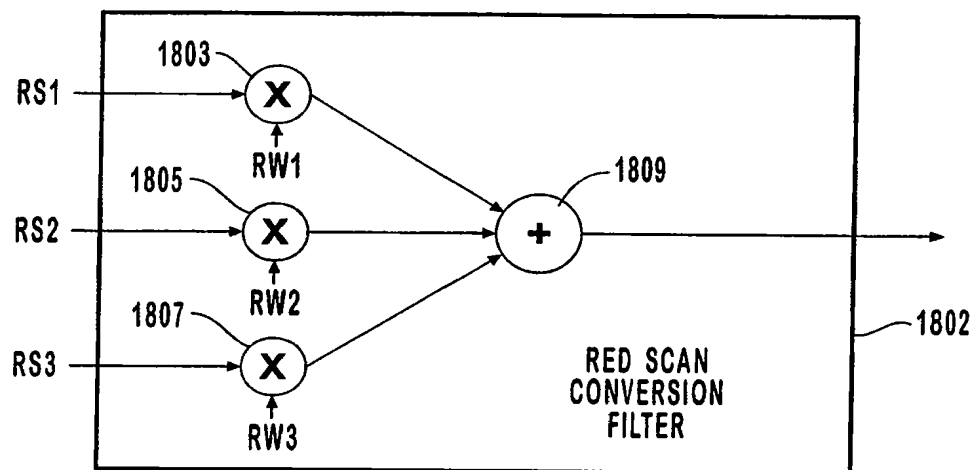 1803
RS1
X
RW1
1805
1809
RS2
X
+
RW2
1807
1802
RS3
X
RW3
RED SCAN
CONVERSION
FILTER